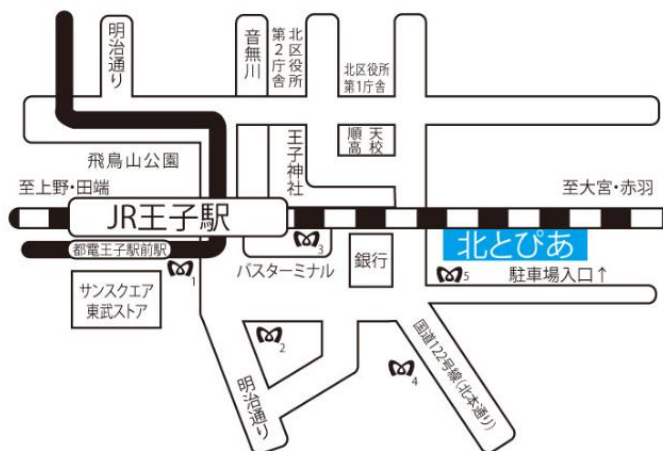 明治通り
音無川
北区役所
第2庁舎
北区役所
第1庁舎
順天
高校
王子神社
飛鳥山公園
至上野・田端
至大宮・赤羽
JR王子駅
北とぴあ
都電王子駅前駅
3
銀行
バスターミナル
5
駐車場入口↑
1
サンスクエア
東武ストア
2
4
国道122号線(北本通り)
明治通り